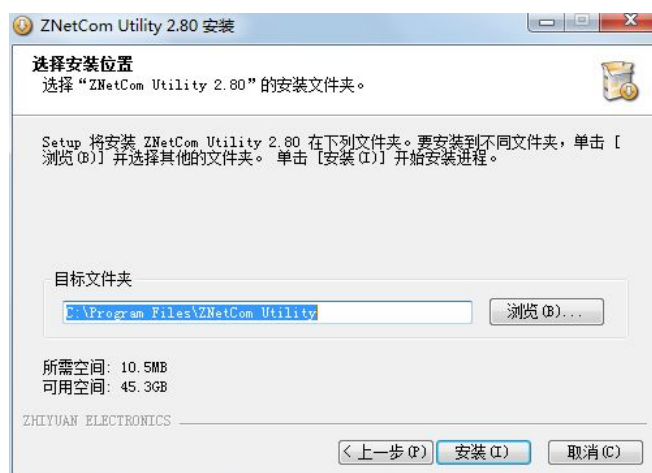 ZNetCom Utility 2.80 安装
选择安装位置
选择“ZNetCom Utility 2.80”的安装文件夹。
Setup 将安装 ZNetCom Utility 2.80 在下列文件夹。要安装到不同文件夹，单击 [
浏览(B)] 并选择其他的文件夹。 单击 [安装(I)] 开始安装进程。
目标文件夹
C:\Program Files\ZNetCom Utility
浏览(B)...
所需空间: 10.5MB
可用空间: 45.3GB
ZHIYUAN ELECTRONICS
< 上一步(P)
安装(I)
取消(C)